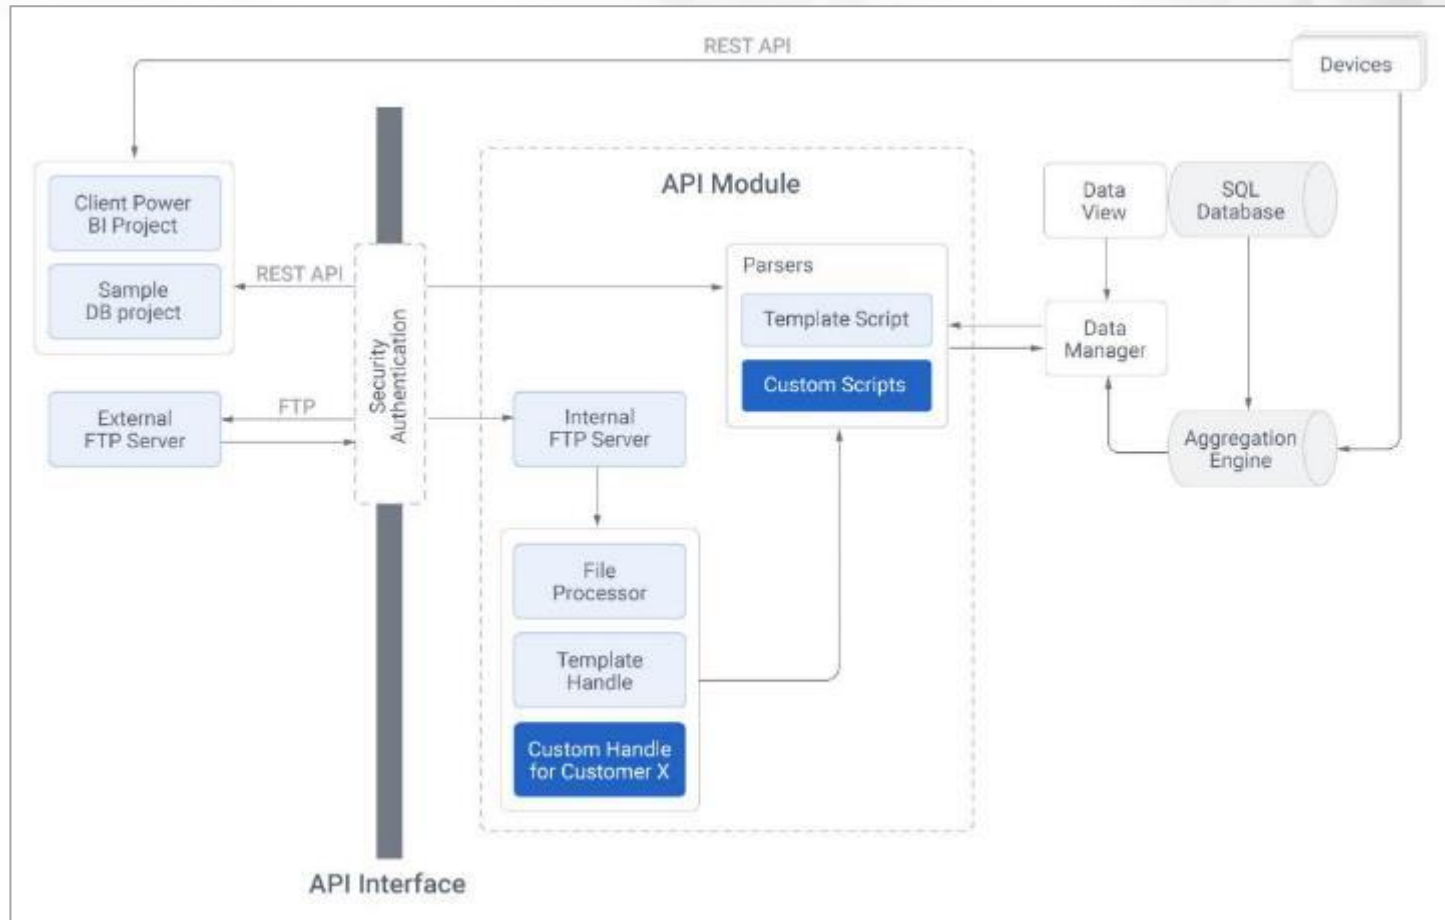 REST API
Devices
API Module
Client Power
BI Project
Sample
DB project
REST API
External
FTP Server
FTP
Security
Authentication
Internal
FTP Server
File
Processor
Template
Handle
Custom Handle
for Customer X
Parsers
Template Script
Custom Scripts
Data
View
SQL
Database
Data
Manager
Aggregation
Engine
API Interface